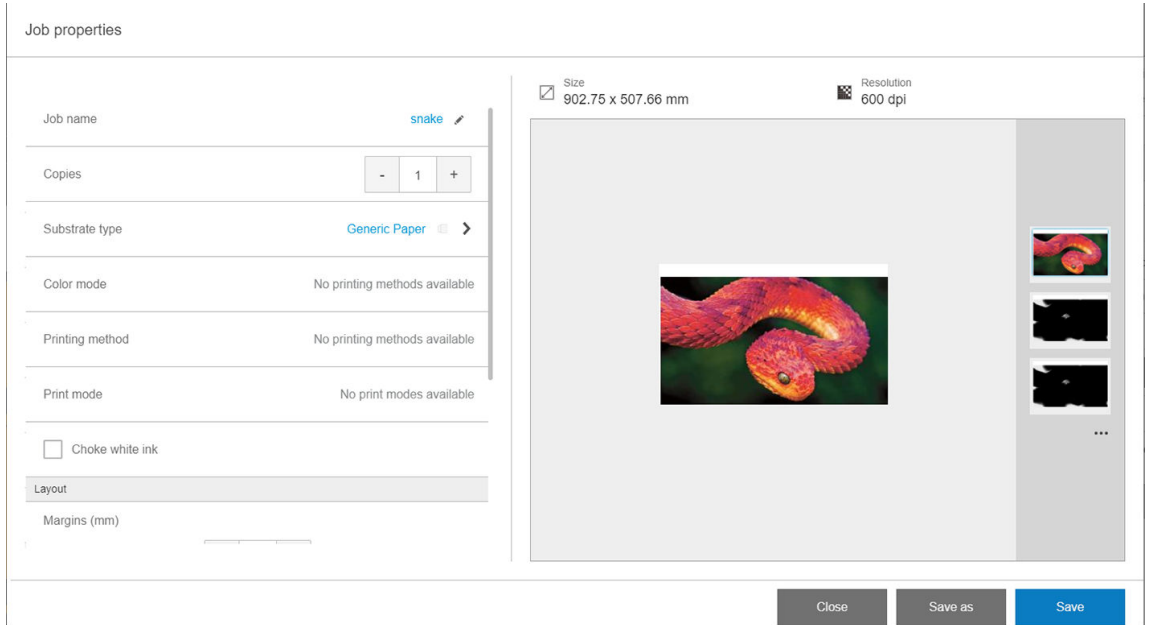 Job properties
Size
902.75 x 507.66 mm
Resolution
600 dpi
Job name snake
Copies - 1 +
Substrate type Generic Paper
Color mode No printing methods available
Printing method No printing methods available
Print mode No print modes available
Choke white ink
Layout
Margins (mm)
Close Save as Save